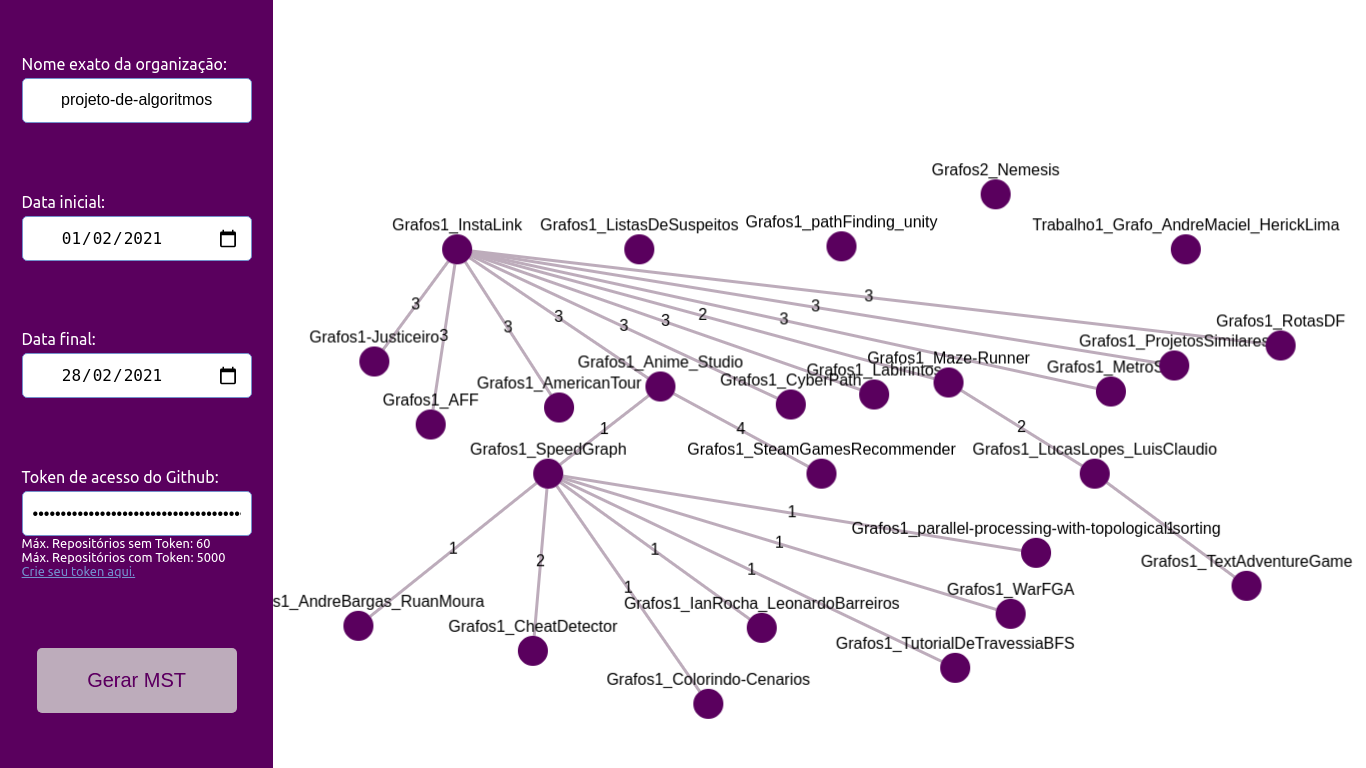 Nome exato da organização:
projeto-de-algoritmos
Data inicial:
01/02/2021
Data final:
28/02/2021
Token de acesso do Github:
••••••••••••••••••••••••••••••••••••••
Máx. Repositórios sem Token: 60
Máx. Repositórios com Token: 5000
Crie seu token aqui.
Gerar MST
Grafos2_Nemesis
Grafos1_InstaLink
Grafos1_ListasDeSuspeitos
Grafos1_pathFinding_unity
Trabalho1_Grafo_AndreMaciel_HerickLima
3
3
3
3
3
3
2
3
3
3
Grafos1_RotasDF
Grafos1-Justiceiro
Grafos1_ProjetosSimilares
Grafos1_Anime_Studio
Grafos1_Maze-Runner
Grafos1_MetroS
Grafos1_Labirintos
Grafos1_AmericanTour
Grafos1_CyberPath
Grafos1_AFF
1
4
2
Grafos1_SpeedGraph
Grafos1_SteamGamesRecommender
Grafos1_LucasLopes_LuisClaudio
1
Grafos1_parallel-processing-with-topologicallsorting
1
1
2
1
1
1
1
Grafos1_TextAdventureGame
Grafos1_WarFGA
s1_AndreBargas_RuanMoura
Grafos1_IanRocha_LeonardoBarreiros
Grafos1_CheatDetector
Grafos1_TutorialDeTravessiaBFS
Grafos1_Colorindo-Cenarios